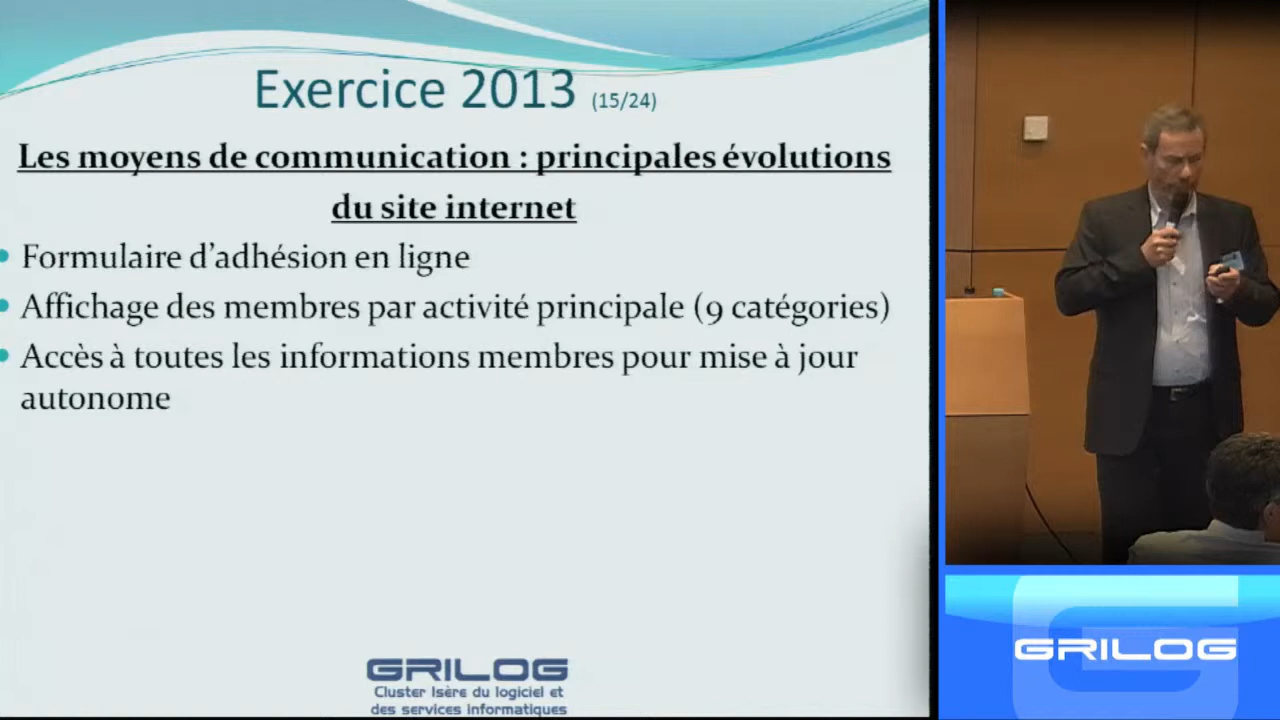 Exercice 2013 (15/24)
Les moyens de communication : principales évolutions
du site internet
• Formulaire d’adhésion en ligne
• Affichage des membres par activité principale (9 catégories)
• Accès à toutes les informations membres pour mise à jour
autonome
GRILOG
Cluster Isère du logiciel et
des services informatiques
GRILOG